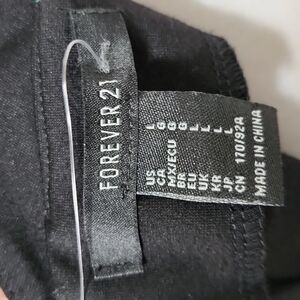 FOREVER 21
US L
CA L
MX/ECU G
BR G
EU L
UK L
KR L
JP L
CN 170/92A
MADE IN CHINA